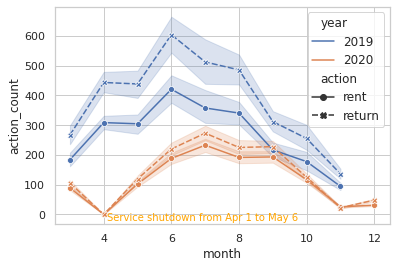 year
2019
2020
action
rent
return
600
500
400
300
200
100
0
action_count
Service shutdown from Apr 1 to May 6
4
6
8
10
12
month